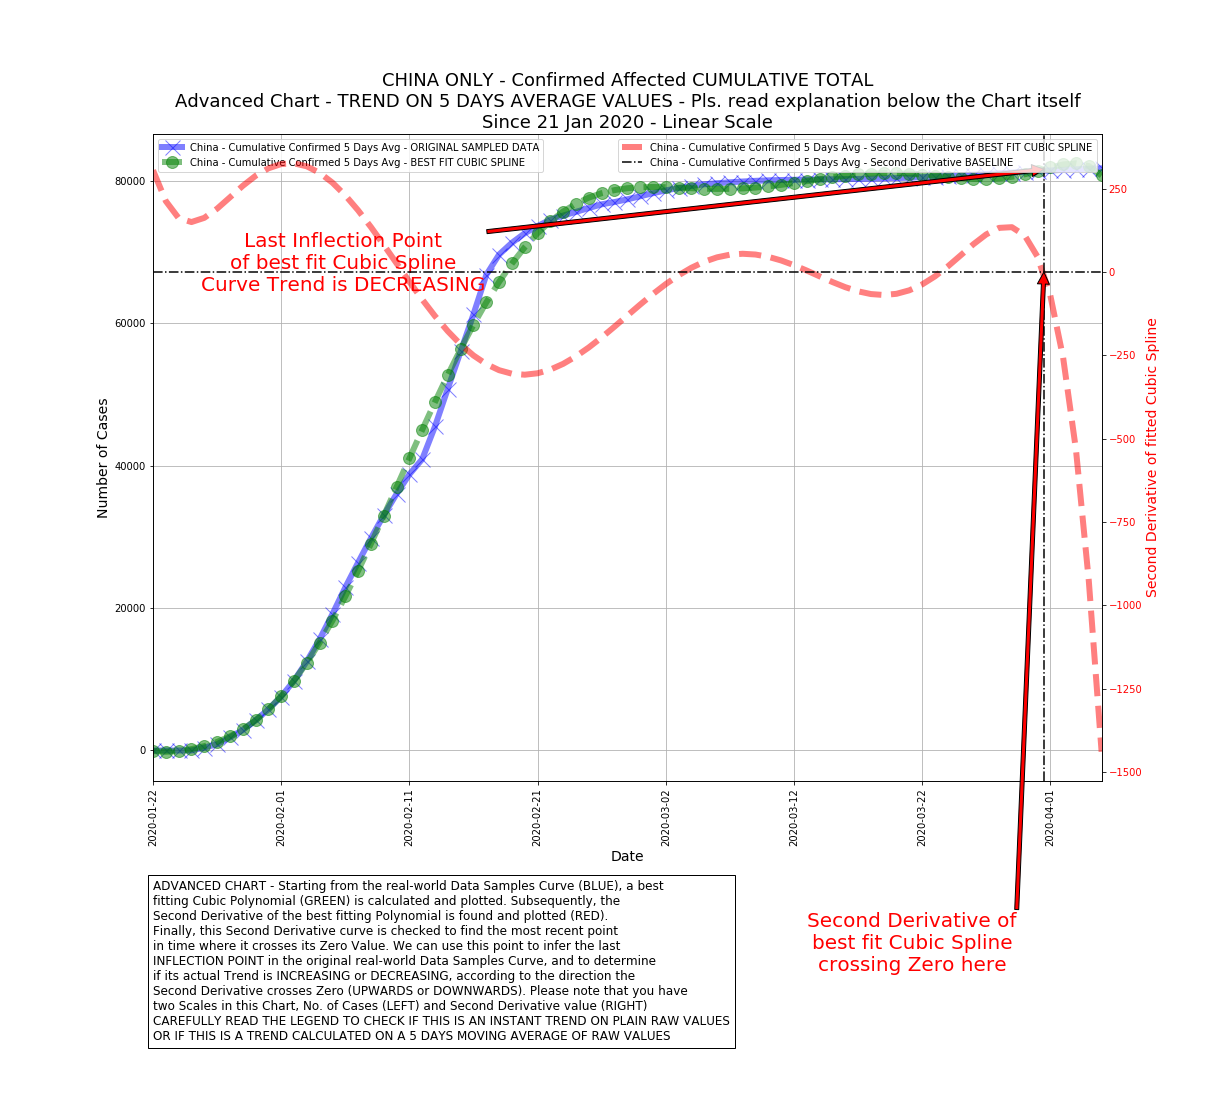 CHINA ONLY - Confirmed Affected CUMULATIVE TOTAL
Advanced Chart - TREND ON 5 DAYS AVERAGE VALUES - Pls. read explanation below the Chart itself
Since 21 Jan 2020 - Linear Scale
China - Cumulative Confirmed 5 Days Avg - ORIGINAL SAMPLED DATA
China - Cumulative Confirmed 5 Days Avg - BEST FIT CUBIC SPLINE
China - Cumulative Confirmed 5 Days Avg - Second Derivative of BEST FIT CUBIC SPLINE
China - Cumulative Confirmed 5 Days Avg - Second Derivative BASELINE
Last Inflection Point
of best fit Cubic Spline
Curve Trend is DECREASING
Number of Cases
80000
60000
40000
20000
0
250
0
−250
−500
−750
−1000
−1250
−1500
Second Derivative of fitted Cubic Spline
2020-01-22
2020-02-01
2020-02-11
2020-02-21
2020-03-02
2020-03-12
2020-03-22
2020-04-01
Date
ADVANCED CHART - Starting from the real-world Data Samples Curve (BLUE), a best
fitting Cubic Polynomial (GREEN) is calculated and plotted. Subsequently, the
Second Derivative of the best fitting Polynomial is found and plotted (RED).
Finally, this Second Derivative curve is checked to find the most recent point
in time where it crosses its Zero Value. We can use this point to infer the last
INFLECTION POINT in the original real-world Data Samples Curve, and to determine
if its actual Trend is INCREASING or DECREASING, according to the direction the
Second Derivative crosses Zero (UPWARDS or DOWNWARDS). Please note that you have
two Scales in this Chart, No. of Cases (LEFT) and Second Derivative value (RIGHT)
CAREFULLY READ THE LEGEND TO CHECK IF THIS IS AN INSTANT TREND ON PLAIN RAW VALUES
OR IF THIS IS A TREND CALCULATED ON A 5 DAYS MOVING AVERAGE OF RAW VALUES
Second Derivative of
best fit Cubic Spline
crossing Zero here